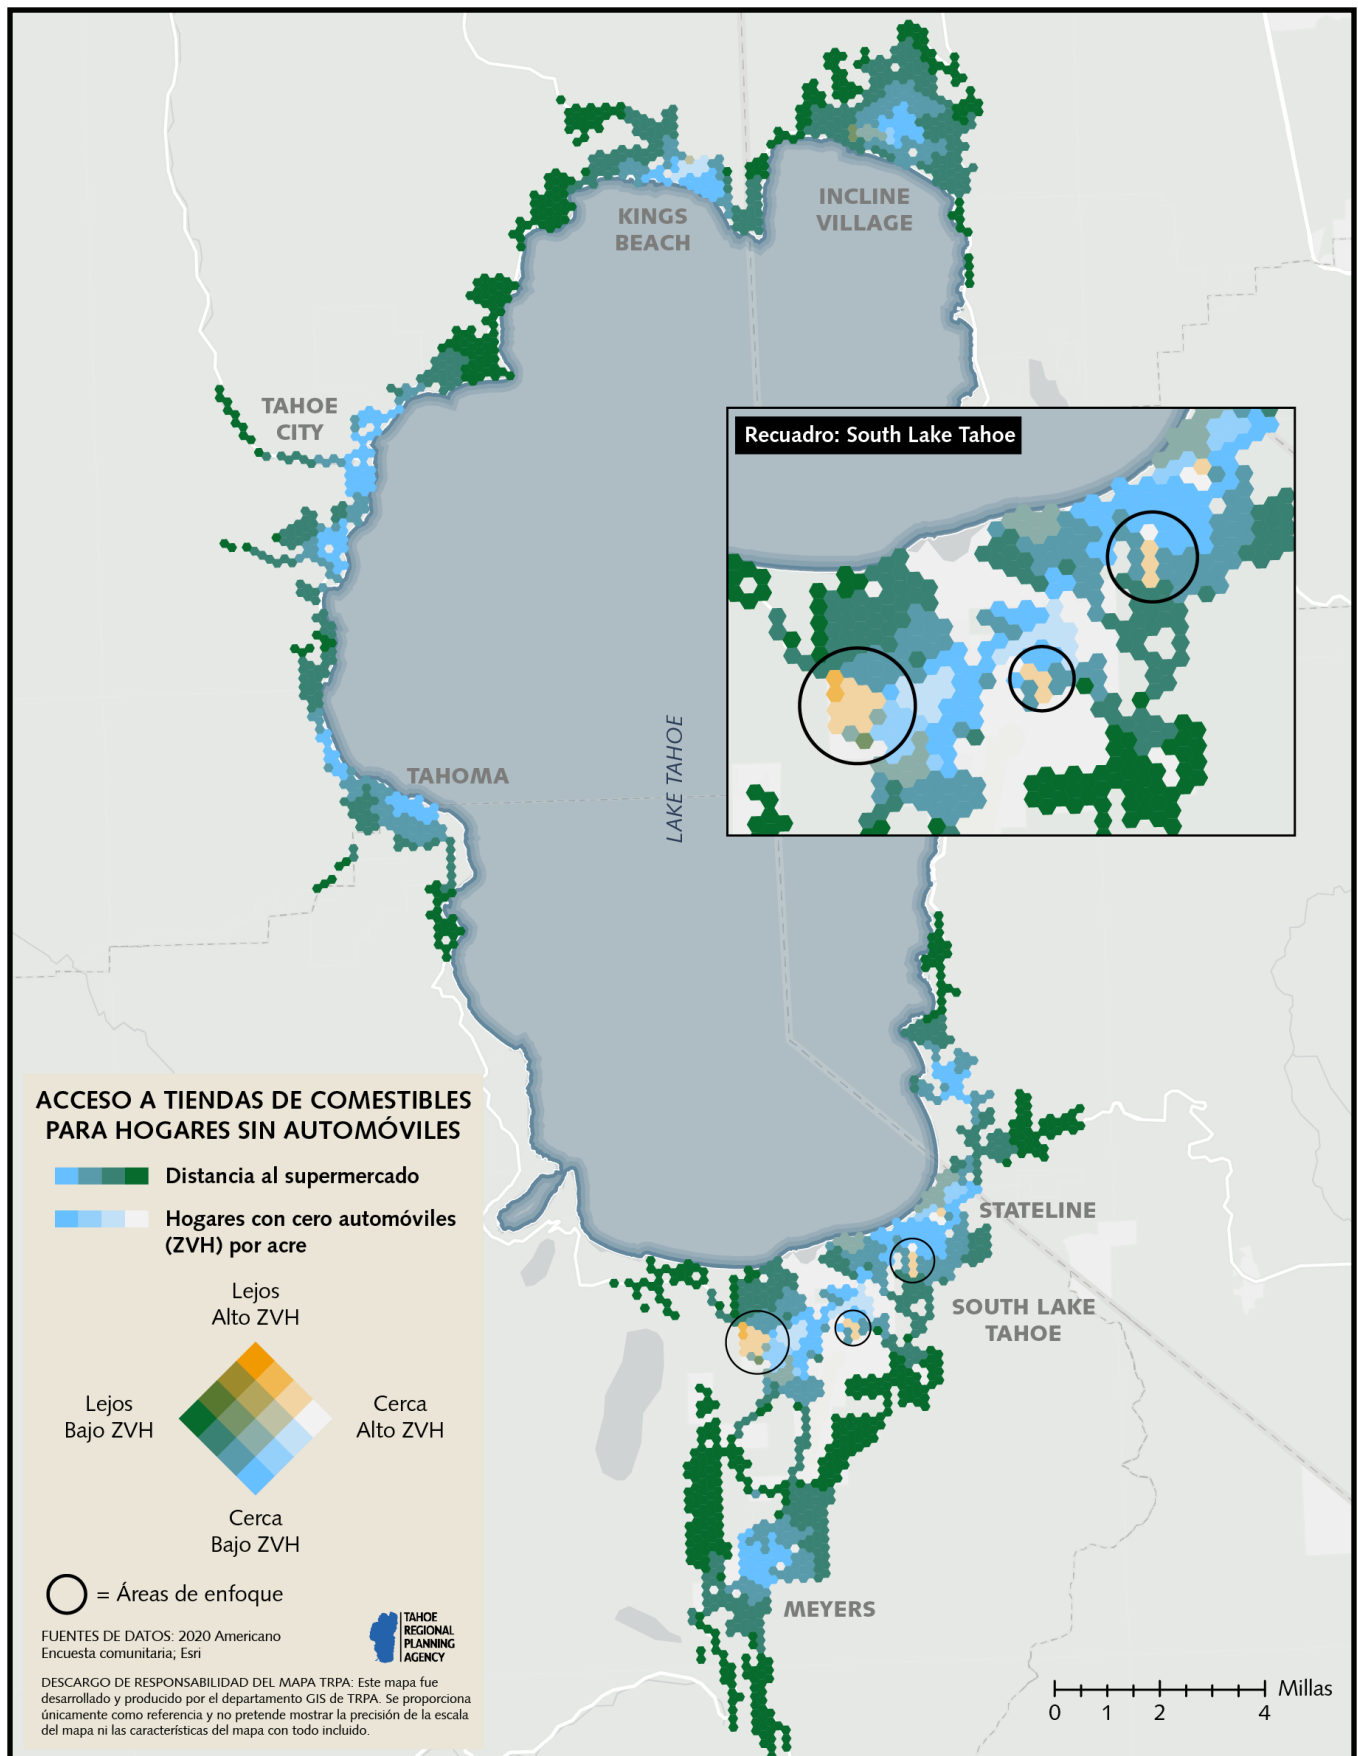 INCLINE
VILLAGE
KINGS
BEACH
TAHOE
CITY
Recuadro: South Lake Tahoe
TAHOMA
LAKE TAHOE
STATELINE
SOUTH LAKE
TAHOE
MEYERS
ACCESO A TIENDAS DE COMESTIBLES
PARA HOGARES SIN AUTOMÓVILES
Distancia al supermercado
Hogares con cero automóviles
(ZVH) por acre
Lejos
Alto ZVH
Lejos
Bajo ZVH
Cerca
Alto ZVH
Cerca
Bajo ZVH
= Áreas de enfoque
FUENTES DE DATOS: 2020 Americano
Encuesta comunitaria; Esri
TAHOE
REGIONAL
PLANNING
AGENCY
DESCARGO DE RESPONSABILIDAD DEL MAPA TRPA: Este mapa fue
desarrollado y producido por el departamento GIS de TRPA. Se proporciona
únicamente como referencia y no pretende mostrar la precisión de la escala
del mapa ni las características del mapa con todo incluido.
Millas
0 1 2 4